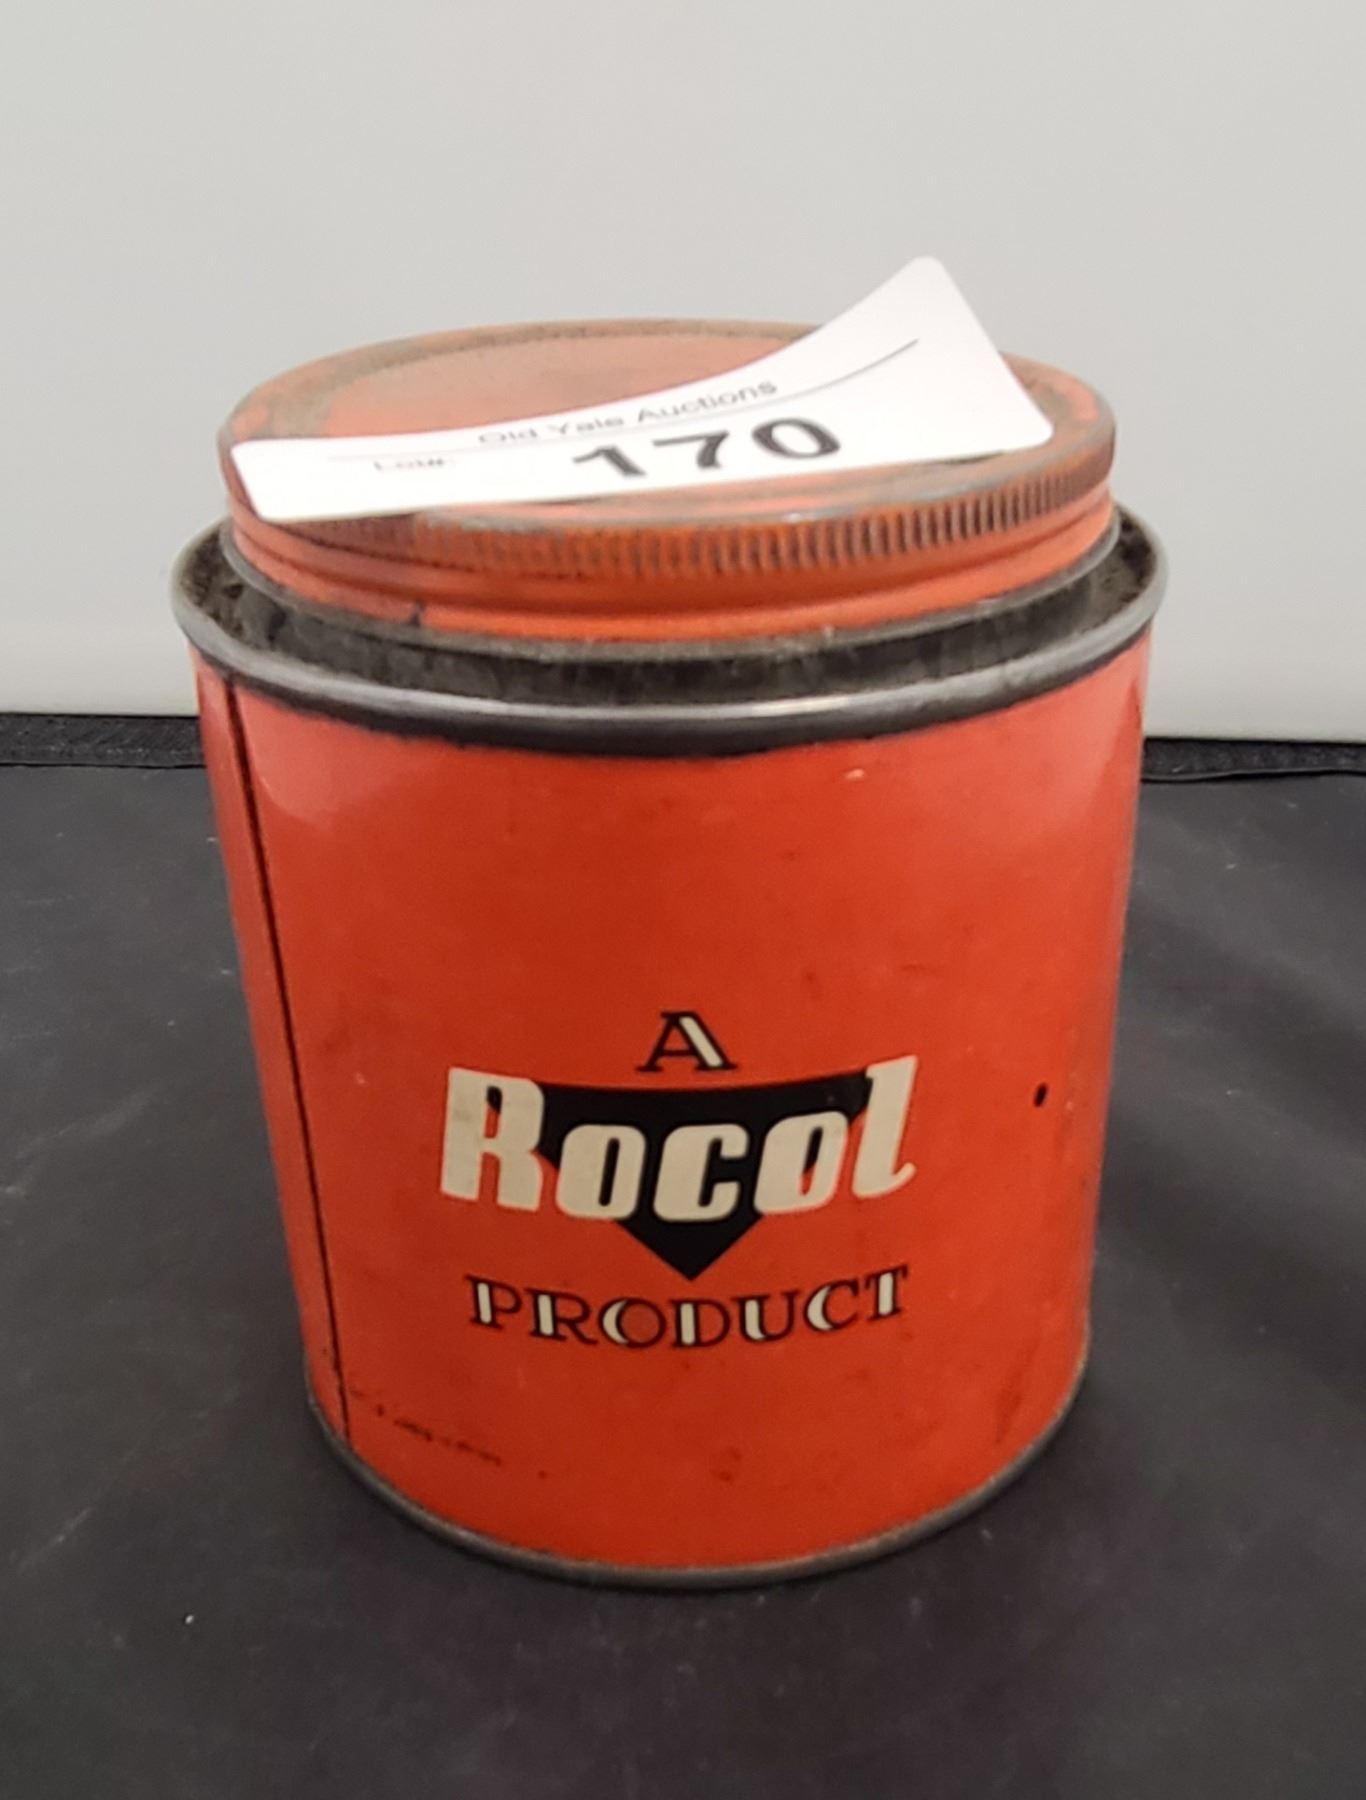 Old Yale Auctions
Lot#: 170
A
Rocol
PRODUCT